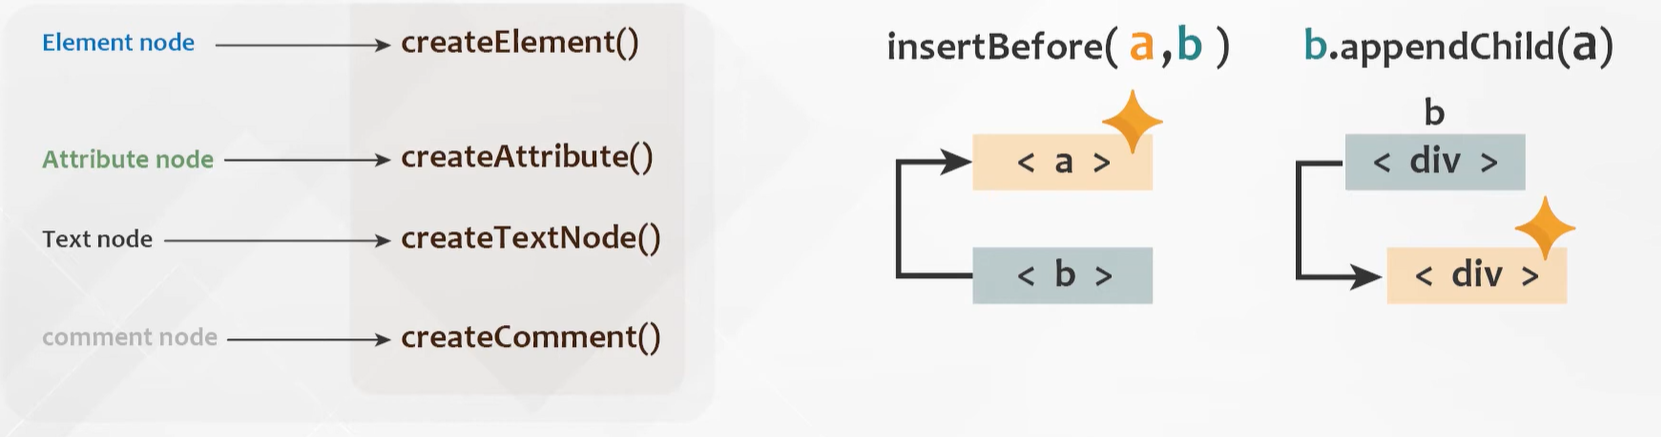 Element node createElement()
Attribute node createAttribute()
Text node createTextNode()
comment node createComment()
insertBefore( a,b )
< a >
< b >
b.appendChild(a)
b
< div >
< div >